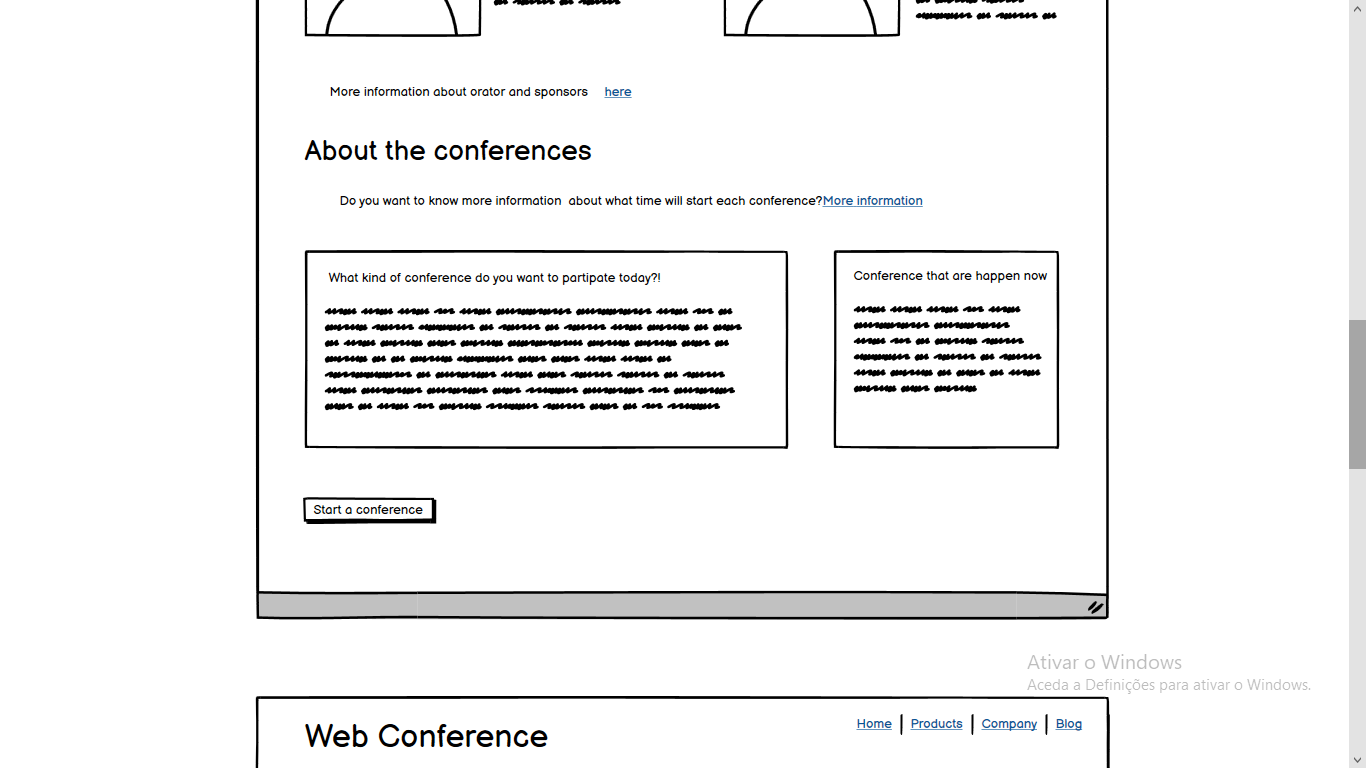 More information about orator and sponsors here
About the conferences
Do you want to know more information about what time will start each conference?More information
What kind of conference do you want to partipate today?!
Conference that are happen now
Start a conference
Ativar o Windows
Aceda a Definições para ativar o Windows.
Web Conference
Home
Products
Company
Blog